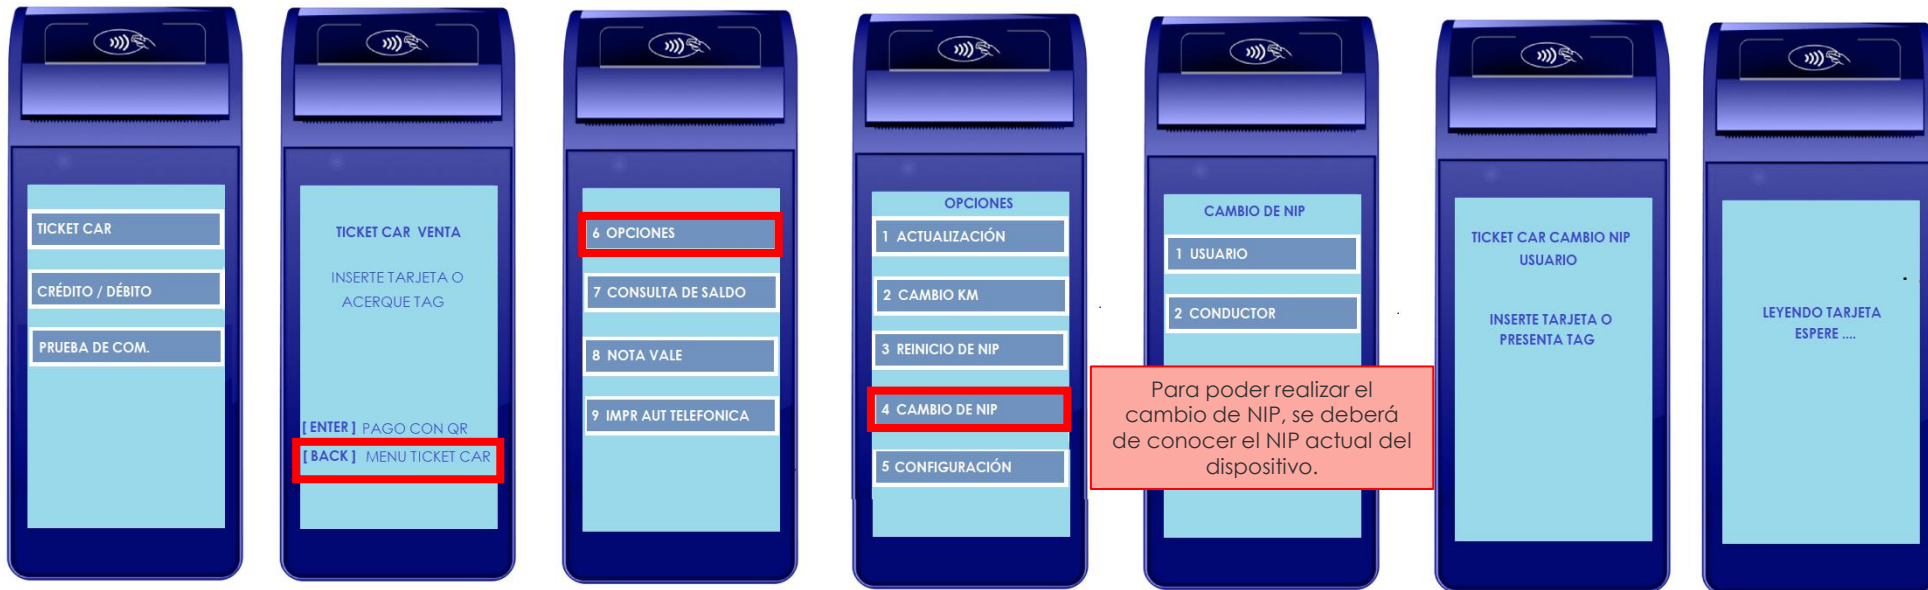 TICKET CAR
CRÉDITO / DÉBITO
PRUEBA DE COM.
TICKET CAR VENTA
INSERTE TARJETA O
ACERQUE TAG
[ ENTER ] PAGO CON QR
[ BACK ] MENU TICKET CAR
6 OPCIONES
7 CONSULTA DE SALDO
8 NOTA VALE
9 IMPR AUT TELEFONICA
OPCIONES
1 ACTUALIZACIÓN
2 CAMBIO KM
3 REINICIO DE NIP
4 CAMBIO DE NIP
5 CONFIGURACIÓN
CAMBIO DE NIP
1 USUARIO
2 CONDUCTOR
Para poder realizar el
cambio de NIP, se deberá
de conocer el NIP actual del
dispositivo.
TICKET CAR CAMBIO NIP
USUARIO
INSERTE TARJETA O
PRESENTA TAG
LEYENDO TARJETA
ESPERE ....